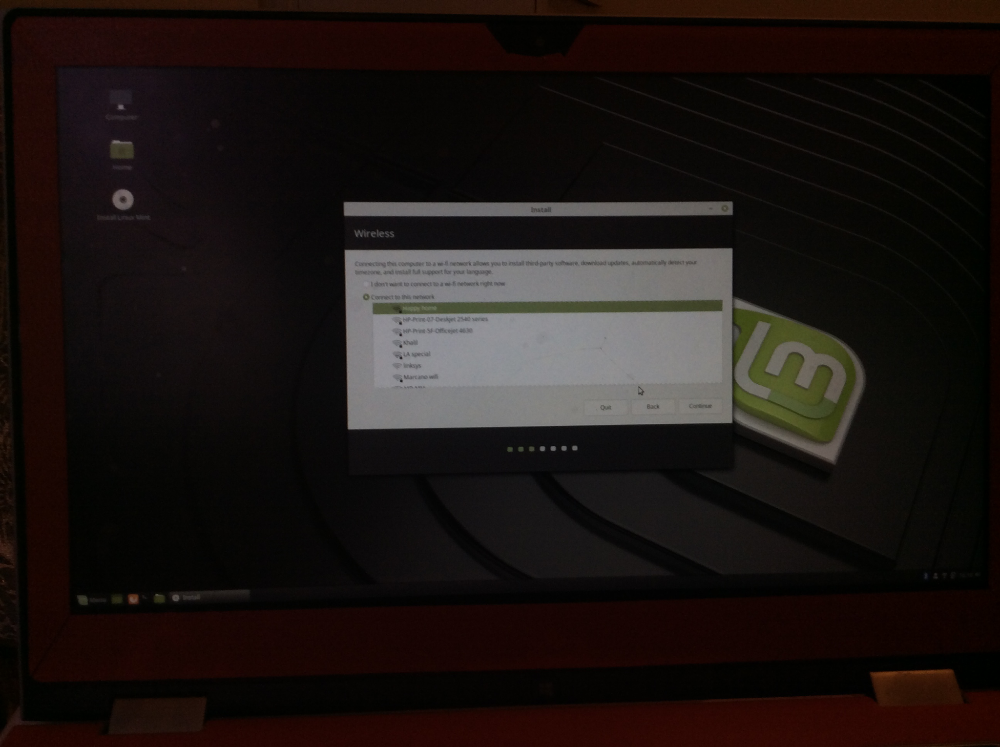 Computer
Home
Install Linux Mint
Install
Wireless
Connecting this computer to a wi-fi network allows you to install third-party software, download updates, automatically detect your
timezone, and install full support for your language.
I don't want to connect to a wi-fi network right now
Connect to this network
Happy home
HP-Print-07-Deskjet 2540 series
HP-Print-5F-Officejet 4630
Khalil
LA special
linksys
Marcano wifi
Quit
Back
Continue
lm
Menu
Install